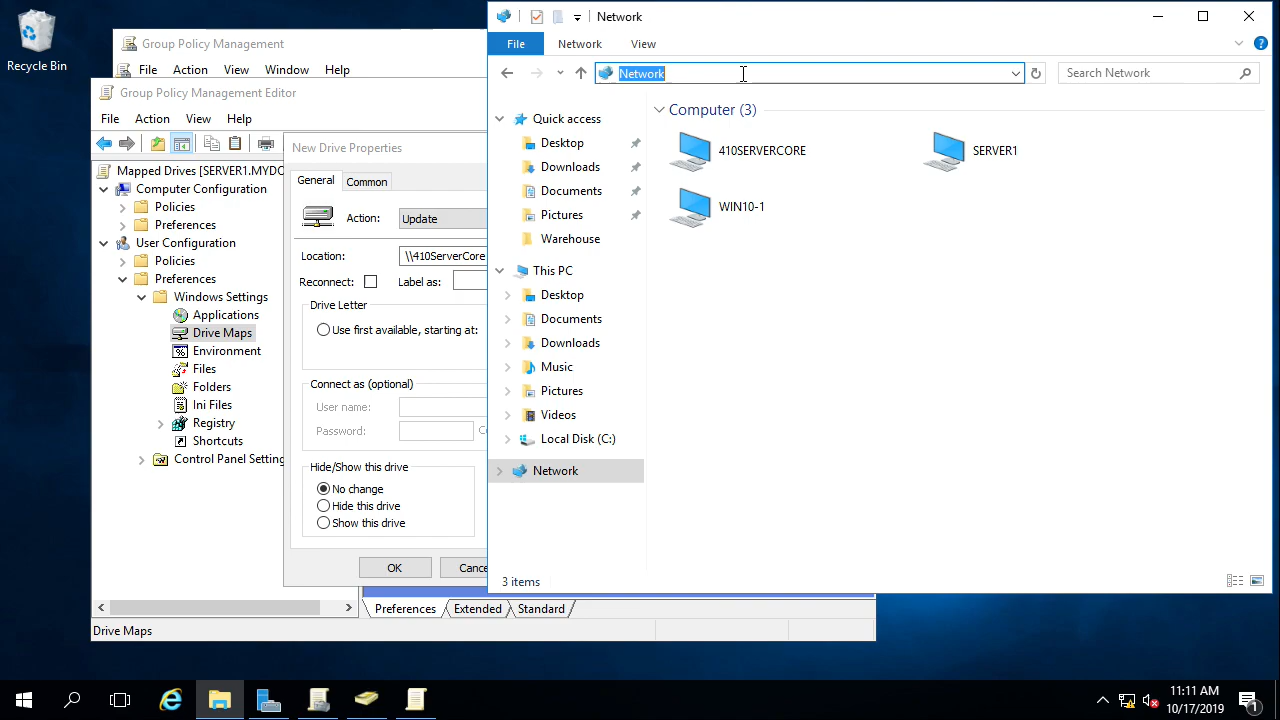 Recycle Bin
Group Policy Management
File Action View Window Help
Group Policy Management Editor
File Action View Help
Mapped Drives [SERVER1.MYDC
Computer Configuration
Policies
Preferences
User Configuration
Policies
Preferences
Windows Settings
Applications
Drive Maps
Environment
Files
Folders
Ini Files
Registry
Shortcuts
Control Panel Setting
Drive Maps
Preferences Extended Standard
New Drive Properties
General Common
Action: Update
Location: \\410ServerCore
Reconnect: Label as:
Drive Letter
Use first available, starting at:
Connect as (optional)
User name:
Password:
Hide/Show this drive
No change
Hide this drive
Show this drive
OK Cance
Network
File Network View
Network
Search Network
Quick access
Desktop
Downloads
Documents
Pictures
Warehouse
This PC
Desktop
Documents
Downloads
Music
Pictures
Videos
Local Disk (C:)
Network
Computer (3)
410SERVERCORE
SERVER1
WIN10-1
3 items
11:11 AM
10/17/2019
1